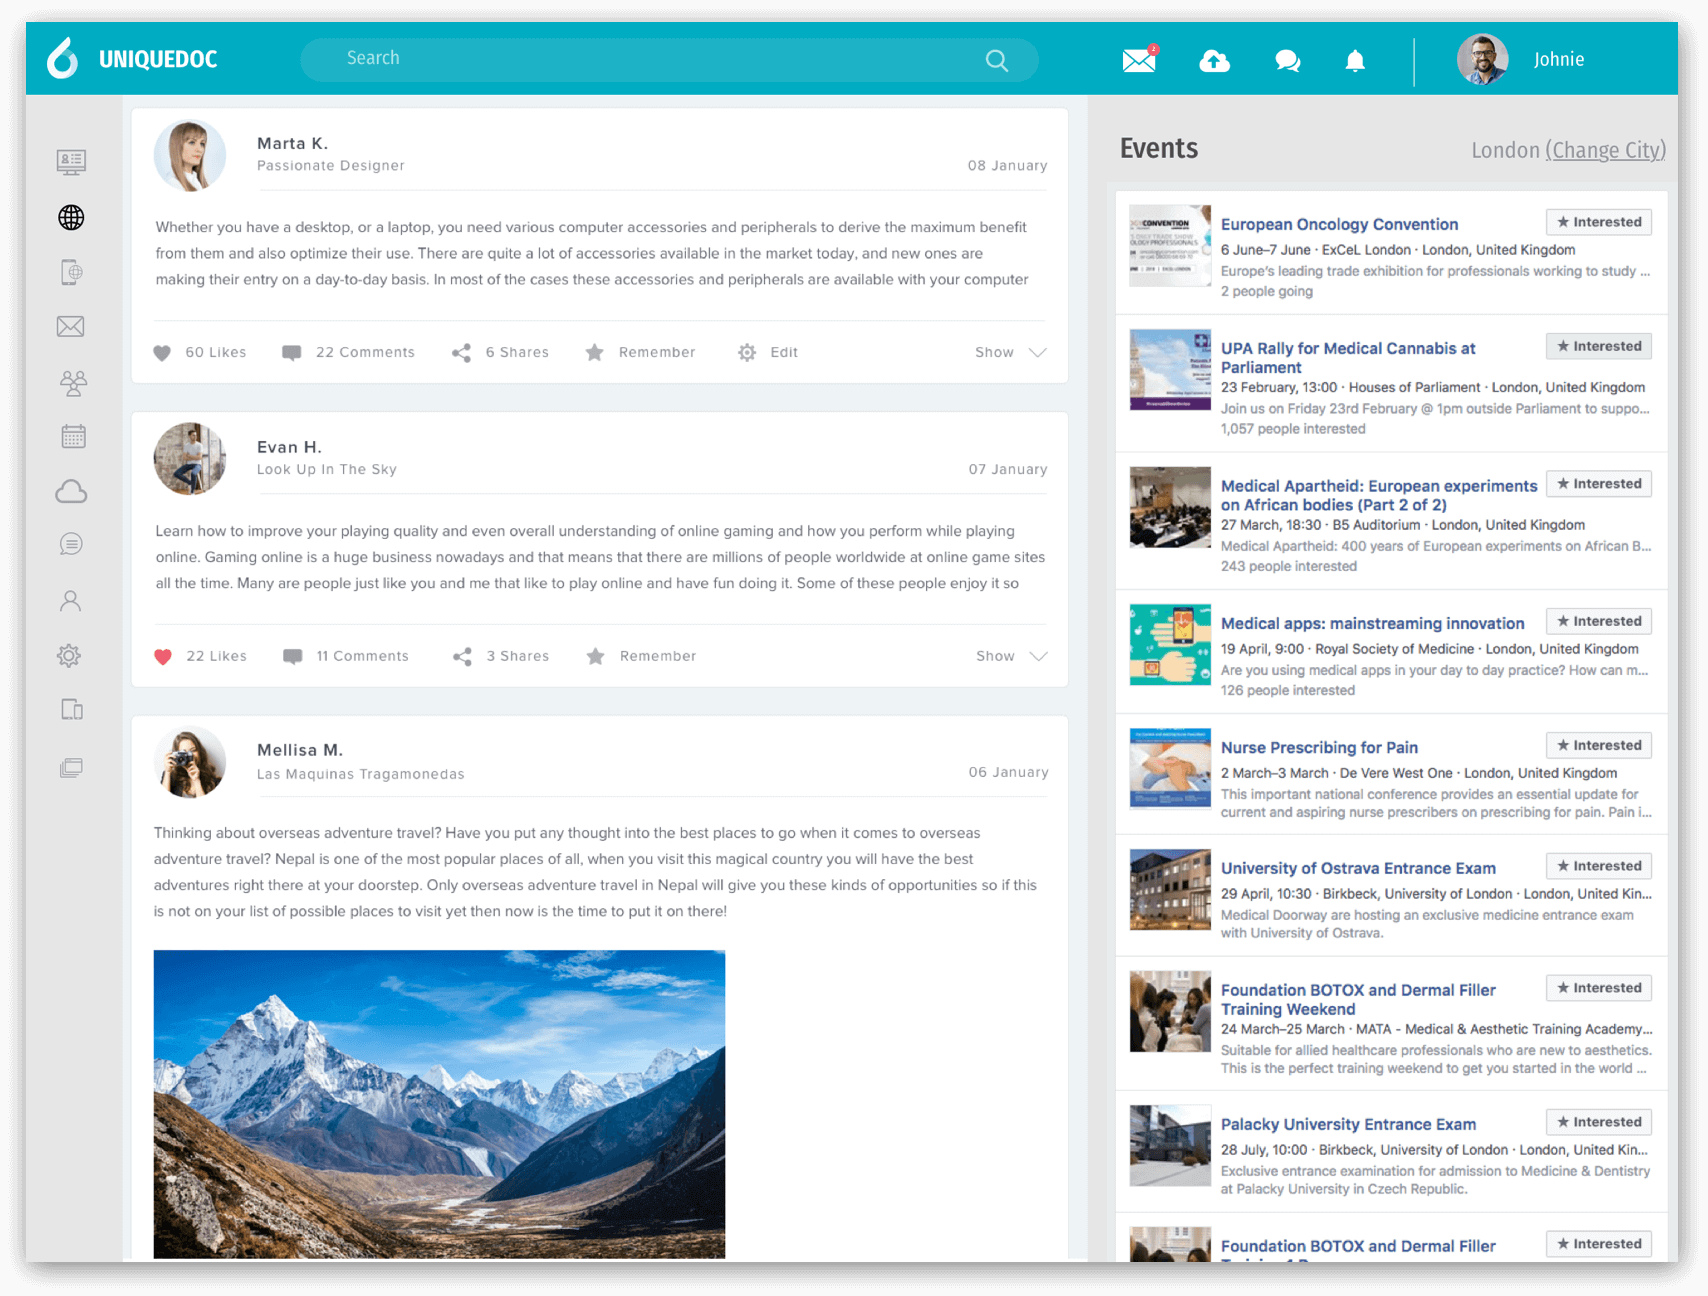 UNIQUEDOC
Search
2
Johnie
Marta K.
Passionate Designer
08 January
Whether you have a desktop, or a laptop, you need various computer accessories and peripherals to derive the maximum benefit
from them and also optimize their use. There are quite a lot of accessories available in the market today, and new ones are
making their entry on a day-to-day basis. In most of the cases these accessories and peripherals are available with your computer
60 Likes
22 Comments
6 Shares
Remember
Edit
Show
Evan H.
Look Up In The Sky
07 January
Learn how to improve your playing quality and even overall understanding of online gaming and how you perform while playing
online. Gaming online is a huge business nowadays and that means that there are millions of people worldwide at online game sites
all the time. Many are people just like you and me that like to play online and have fun doing it. Some of these people enjoy it so
22 Likes
11 Comments
3 Shares
Remember
Show
Mellisa M.
Las Maquinas Tragamonedas
06 January
Thinking about overseas adventure travel? Have you put any thought into the best places to go when it comes to overseas
adventure travel? Nepal is one of the most popular places of all, when you visit this magical country you will have the best
adventures right there at your doorstep. Only overseas adventure travel in Nepal will give you these kinds of opportunities so if this
is not on your list of possible places to visit yet then now is the time to put it on there!
Events
London (Change City)
European Oncology Convention
★ Interested
6 June–7 June · ExCeL London · London, United Kingdom
Europe's leading trade exhibition for professionals working to study ...
2 people going
UPA Rally for Medical Cannabis at
Parliament
★ Interested
23 February, 13:00 · Houses of Parliament · London, United Kingdom
Join us on Friday 23rd February @ 1pm outside Parliament to suppo...
1,057 people interested
Medical Apartheid: European experiments
on African bodies (Part 2 of 2)
★ Interested
27 March, 18:30 · B5 Auditorium · London, United Kingdom
Medical Apartheid: 400 years of European experiments on African B...
243 people interested
Medical apps: mainstreaming innovation
★ Interested
19 April, 9:00 · Royal Society of Medicine · London, United Kingdom
Are you using medical apps in your day to day practice? How can m...
126 people interested
Nurse Prescribing for Pain
★ Interested
2 March–3 March · De Vere West One · London, United Kingdom
This important national conference provides an essential update for
current and aspiring nurse prescribers on prescribing for pain. Pain i...
University of Ostrava Entrance Exam
★ Interested
29 April, 10:30 · Birkbeck, University of London · London, United Kin...
Medical Doorway are hosting an exclusive medicine entrance exam
with University of Ostrava.
Foundation BOTOX and Dermal Filler
Training Weekend
★ Interested
24 March–25 March · MATA - Medical & Aesthetic Training Academy...
Suitable for allied healthcare professionals who are new to aesthetics.
This is the perfect training weekend to get you started in the world ...
Palacky University Entrance Exam
★ Interested
28 July, 10:00 · Birkbeck, University of London · London, United Kin...
Exclusive entrance examination for admission to Medicine & Dentistry
at Palacky University in Czech Republic.
Foundation BOTOX and Dermal Filler
★ Interested